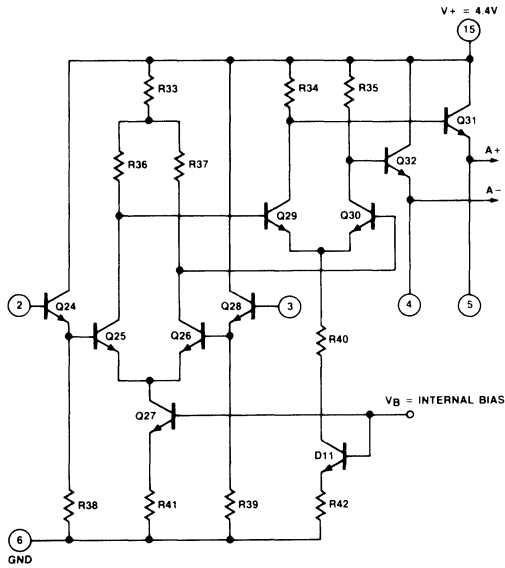 V+ = 4.4V
15
R33
R34
R35
Q31
R36
R37
A+
Q32
A-
Q29
Q30
2
Q24
Q28
3
4
5
Q25
Q26
R40
Q27
VB = INTERNAL BIAS
D11
R38
R41
R39
R42
6
GND